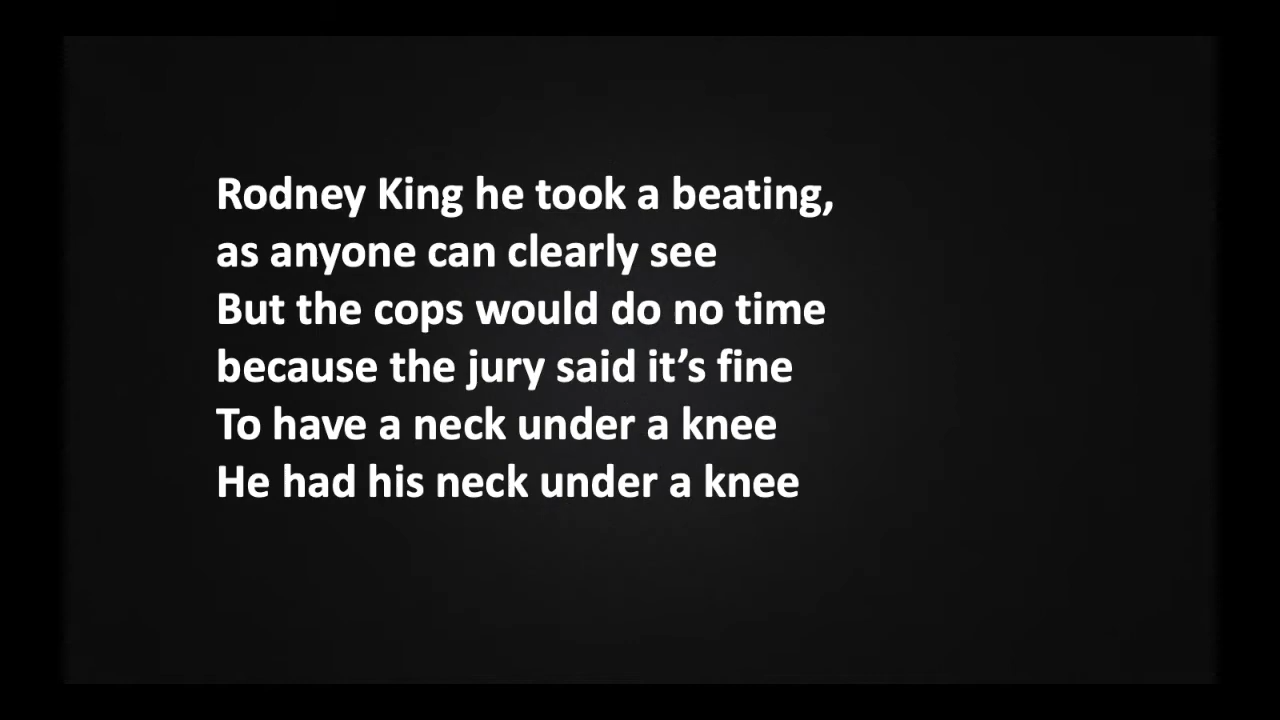 Rodney King he took a beating,
as anyone can clearly see
But the cops would do no time
because the jury said it’s fine
To have a neck under a knee
He had his neck under a knee